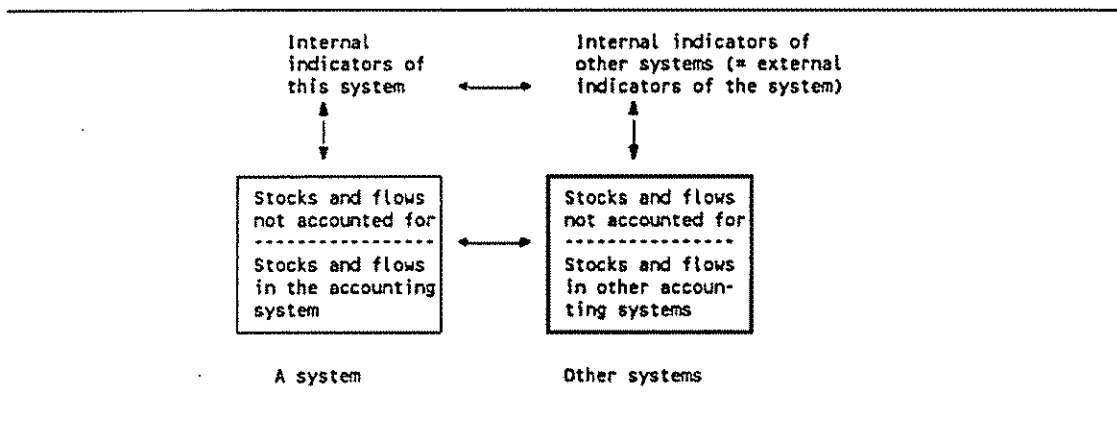 Internal
indicators of
this system
Internal indicators of
other systems (= external
indicators of the system)
Stocks and flows
not accounted for
Stocks and flows
in the accounting
system
Stocks and flows
not accounted for
Stocks and flows
in other accoun-
ting systems
A system
Other systems